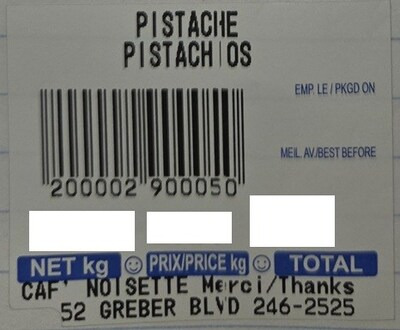 PISTACHE
PISTACHIOS
EMP. LE / PKGD ON
MEIL. AV./BEST BEFORE
200002 900050
NET kg PRIX/PRICE kg TOTAL
CAF' NOISETTE Merci/Thanks
52 GREBER BLVD 246-2525